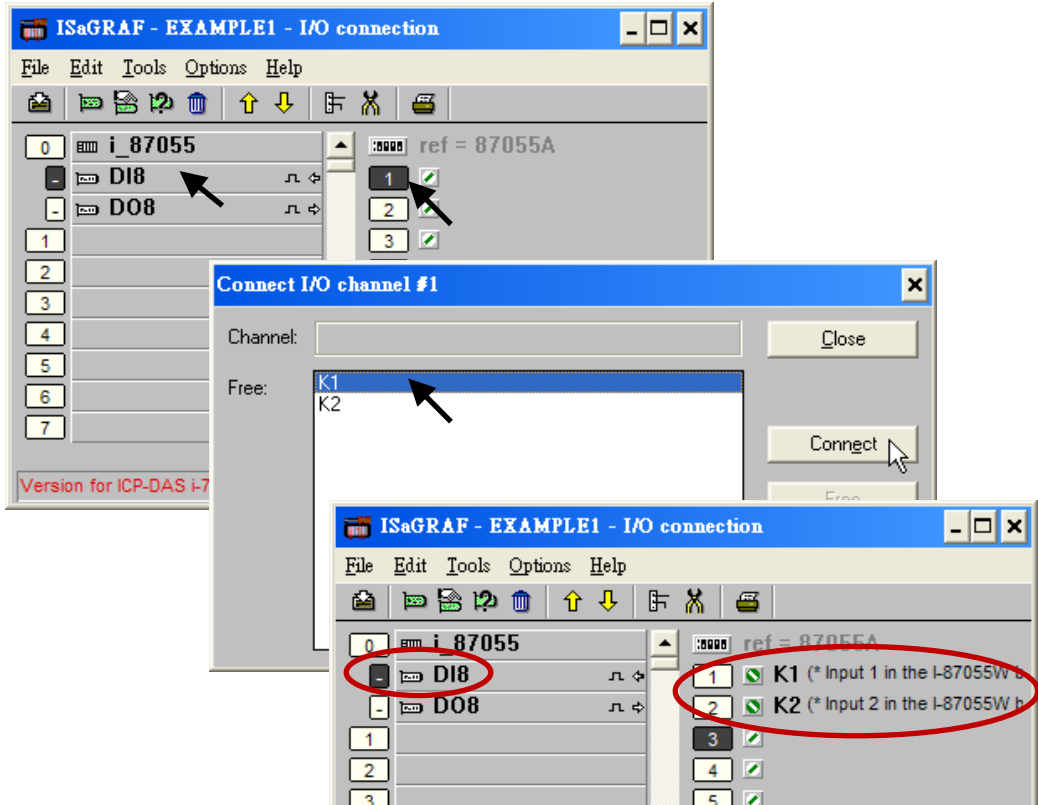 ISaGRAF - EXAMPLE1 - I/O connection
File Edit Tools Options Help
0 i_87055
- DI8
- DO8
1
2
3
4
5
6
7
ref = 87055A
1
2
3
Version for ICP-DAS i-7
Connect I/O channel #1
Channel:
Close
Free:
K1
K2
Connect
Free
ISaGRAF - EXAMPLE1 - I/O connection
File Edit Tools Options Help
0 i_87055
- DI8
- DO8
1
2
3
ref = 87055A
1 K1 (* Input 1 in the I-87055W b
2 K2 (* Input 2 in the I-87055W b
3
4
5